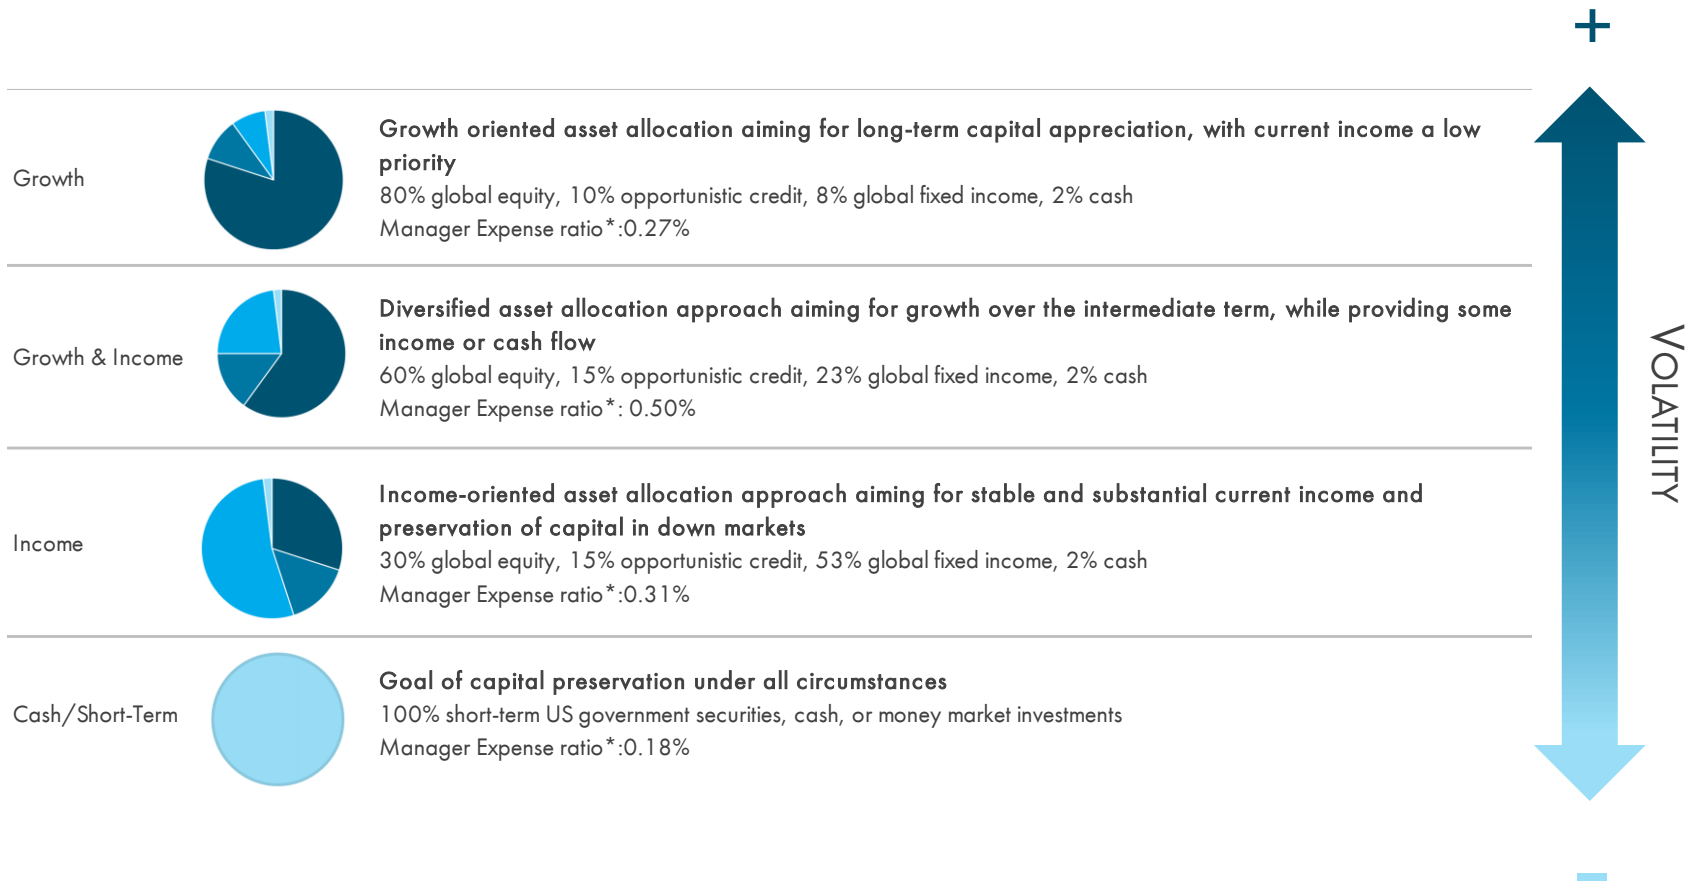 +
Growth
Growth oriented asset allocation aiming for long-term capital appreciation, with current income a low
priority
80% global equity, 10% opportunistic credit, 8% global fixed income, 2% cash
Manager Expense ratio*:0.27%
Growth & Income
Diversified asset allocation approach aiming for growth over the intermediate term, while providing some
income or cash flow
60% global equity, 15% opportunistic credit, 23% global fixed income, 2% cash
Manager Expense ratio*: 0.50%
Income
Income-oriented asset allocation approach aiming for stable and substantial current income and
preservation of capital in down markets
30% global equity, 15% opportunistic credit, 53% global fixed income, 2% cash
Manager Expense ratio*:0.31%
Cash/Short-Term
Goal of capital preservation under all circumstances
100% short-term US government securities, cash, or money market investments
Manager Expense ratio*:0.18%
VOLATILITY
-